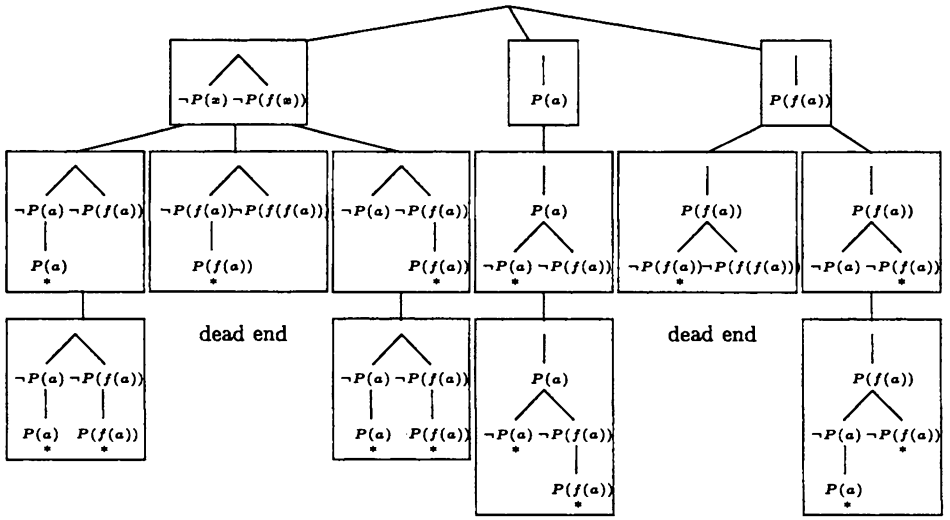 ¬P(x) ¬P(f(x))
P(a)
P(f(a))
¬P(a) ¬P(f(a))
P(a)
*
¬P(f(a)) ¬P(f(f(a)))
P(f(a))
*
¬P(a) ¬P(f(a))
P(f(a))
*
P(a)
¬P(a) ¬P(f(a))
*
P(f(a))
¬P(f(a)) ¬P(f(f(a)))
*
P(f(a))
¬P(a) ¬P(f(a))
*
¬P(a) ¬P(f(a))
P(a) P(f(a))
* *
dead end
¬P(a) ¬P(f(a))
P(a) P(f(a))
* *
P(a)
¬P(a) ¬P(f(a))
*
P(f(a))
*
dead end
P(f(a))
¬P(a) ¬P(f(a))
*
P(a)
*